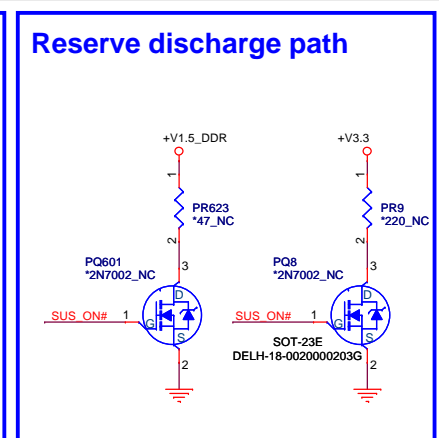 Reserve discharge path
+V1.5_DDR
1
PR623
*47_NC
2
PQ601
*2N7002_NC
3
D
SUS_ON#
1
G
S
2
+V3.3
1
PR9
*220_NC
2
PQ8
*2N7002_NC
3
D
SUS_ON#
1
G
S
SOT-23E
DELH-18-0020000203G
2